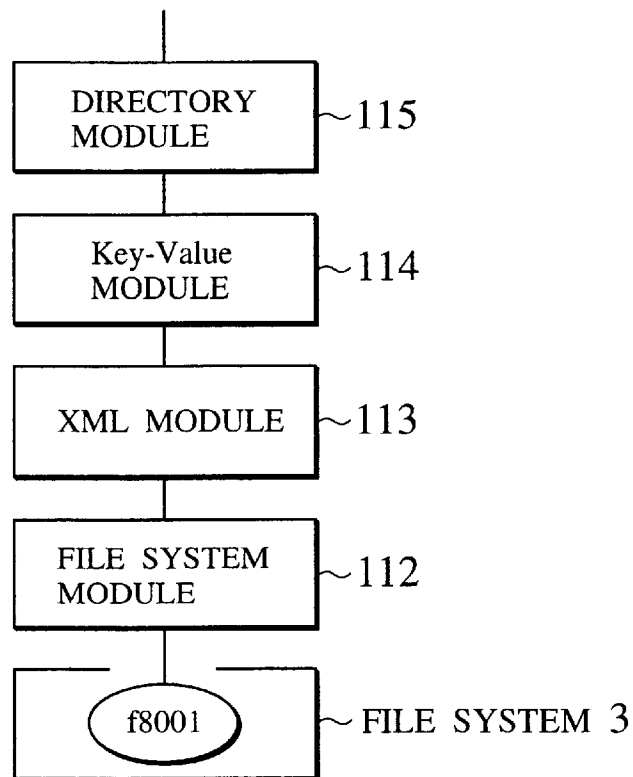 DIRECTORY
MODULE
115
Key-Value
MODULE
114
XML MODULE
113
FILE SYSTEM
MODULE
112
f8001
FILE SYSTEM 3